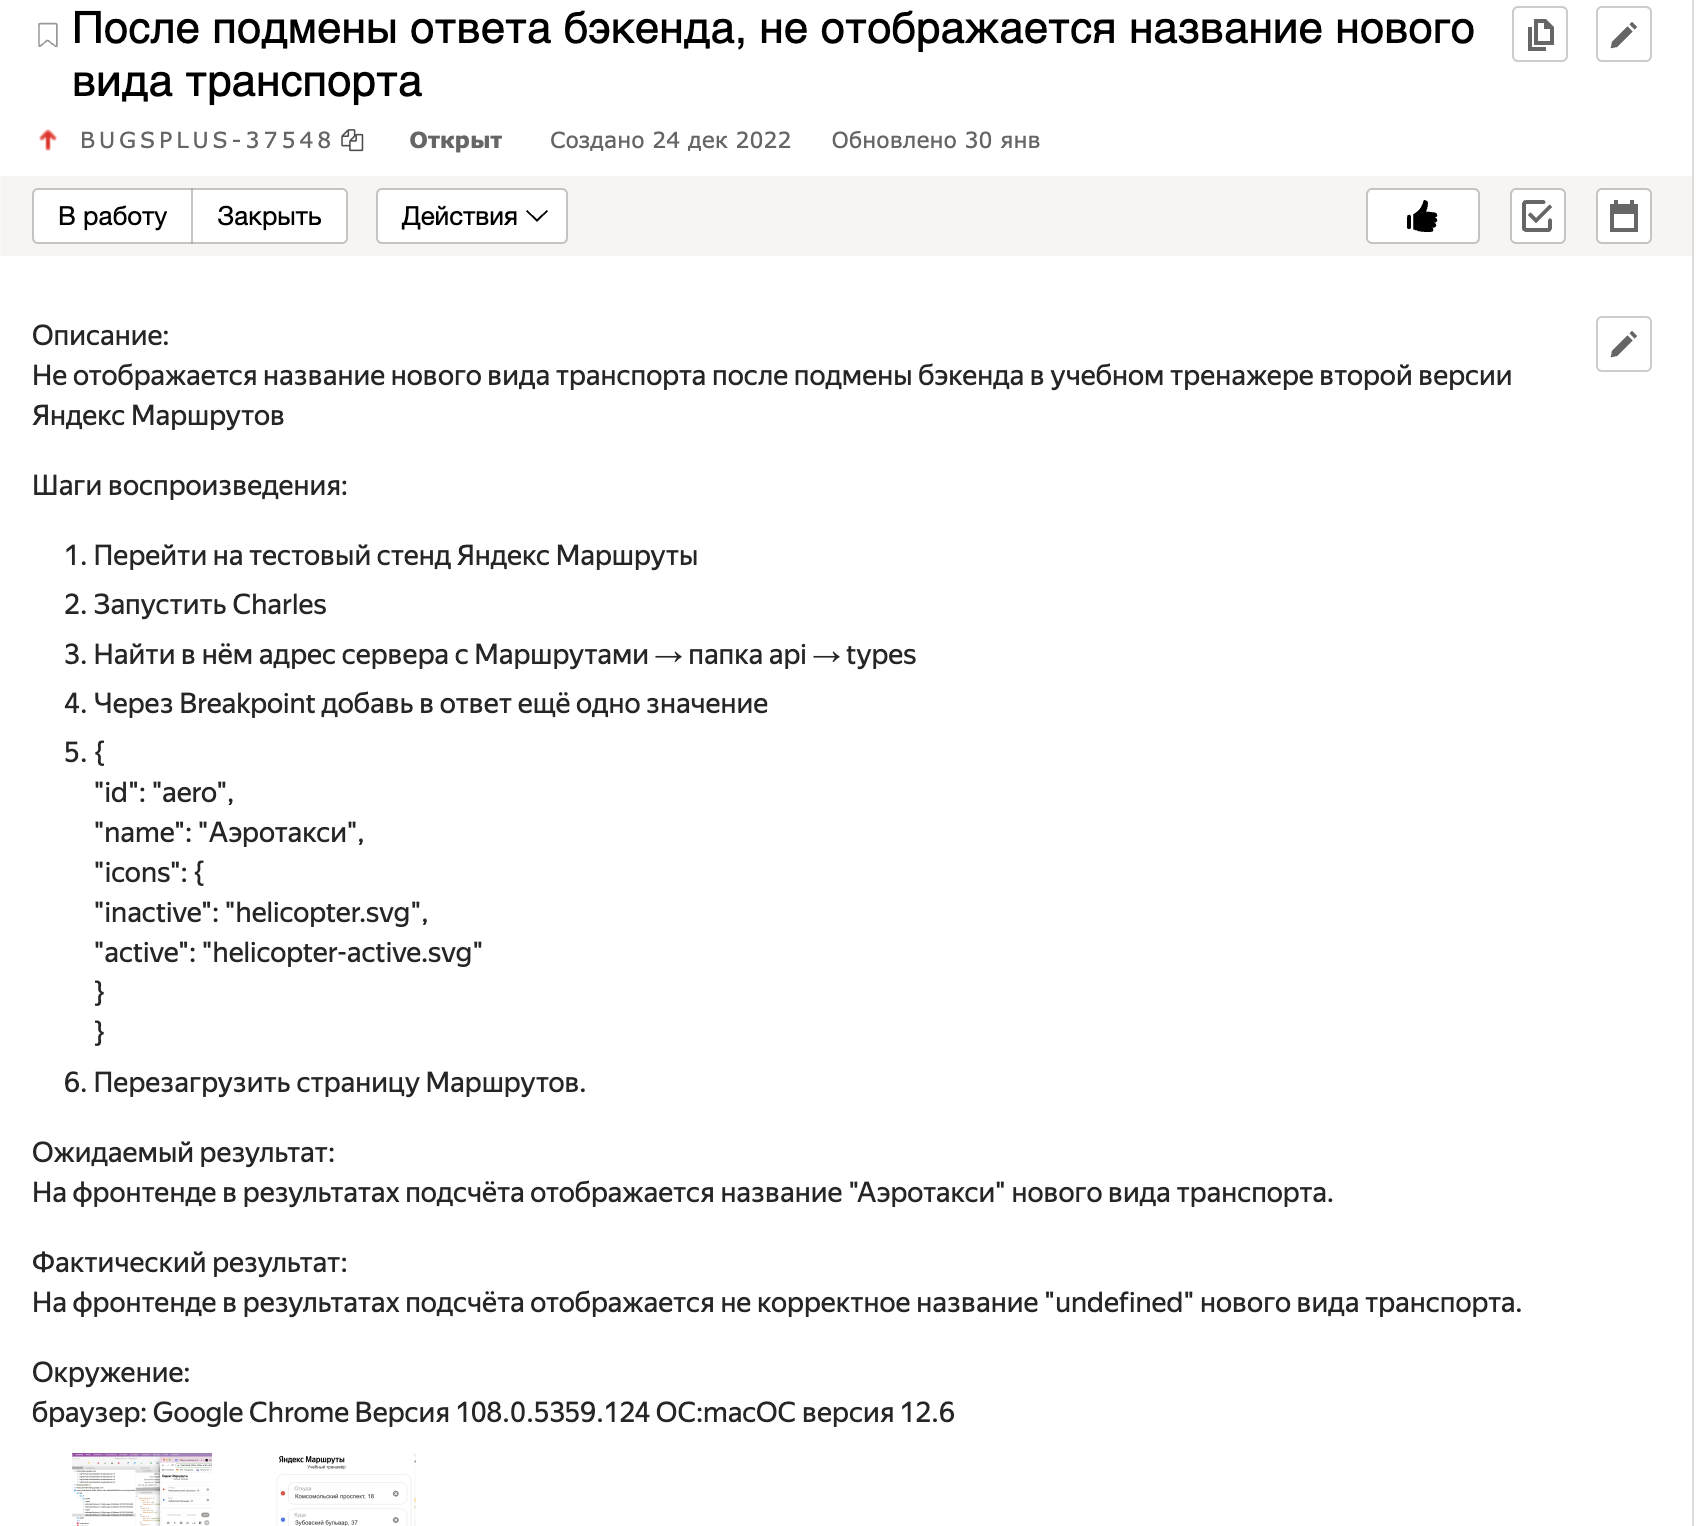 После подмены ответа бэкенда, не отображается название нового
вида транспорта
BUGSPLUS-37548 Открыт Создано 24 дек 2022 Обновлено 30 янв
В работу Закрыть Действия
Описание:
Не отображается название нового вида транспорта после подмены бэкенда в учебном тренажере второй версии
Яндекс Маршрутов
Шаги воспроизведения:
1. Перейти на тестовый стенд Яндекс Маршруты
2. Запустить Charles
3. Найти в нём адрес сервера с Маршрутами → папка api → types
4. Через Breakpoint добавь в ответ ещё одно значение
5. {
"id": "aero",
"name": "Аэротакси",
"icons": {
"inactive": "helicopter.svg",
"active": "helicopter-active.svg"
}
}
6. Перезагрузить страницу Маршрутов.
Ожидаемый результат:
На фронтенде в результатах подсчёта отображается название "Аэротакси" нового вида транспорта.
Фактический результат:
На фронтенде в результатах подсчёта отображается не корректное название "undefined" нового вида транспорта.
Окружение:
браузер: Google Chrome Версия 108.0.5359.124 ОС:macОС версия 12.6
Яндекс Маршруты
Учебный тренажёр
Откуда
Комсомольский проспект, 18
Куда
Зубовский бульвар, 37